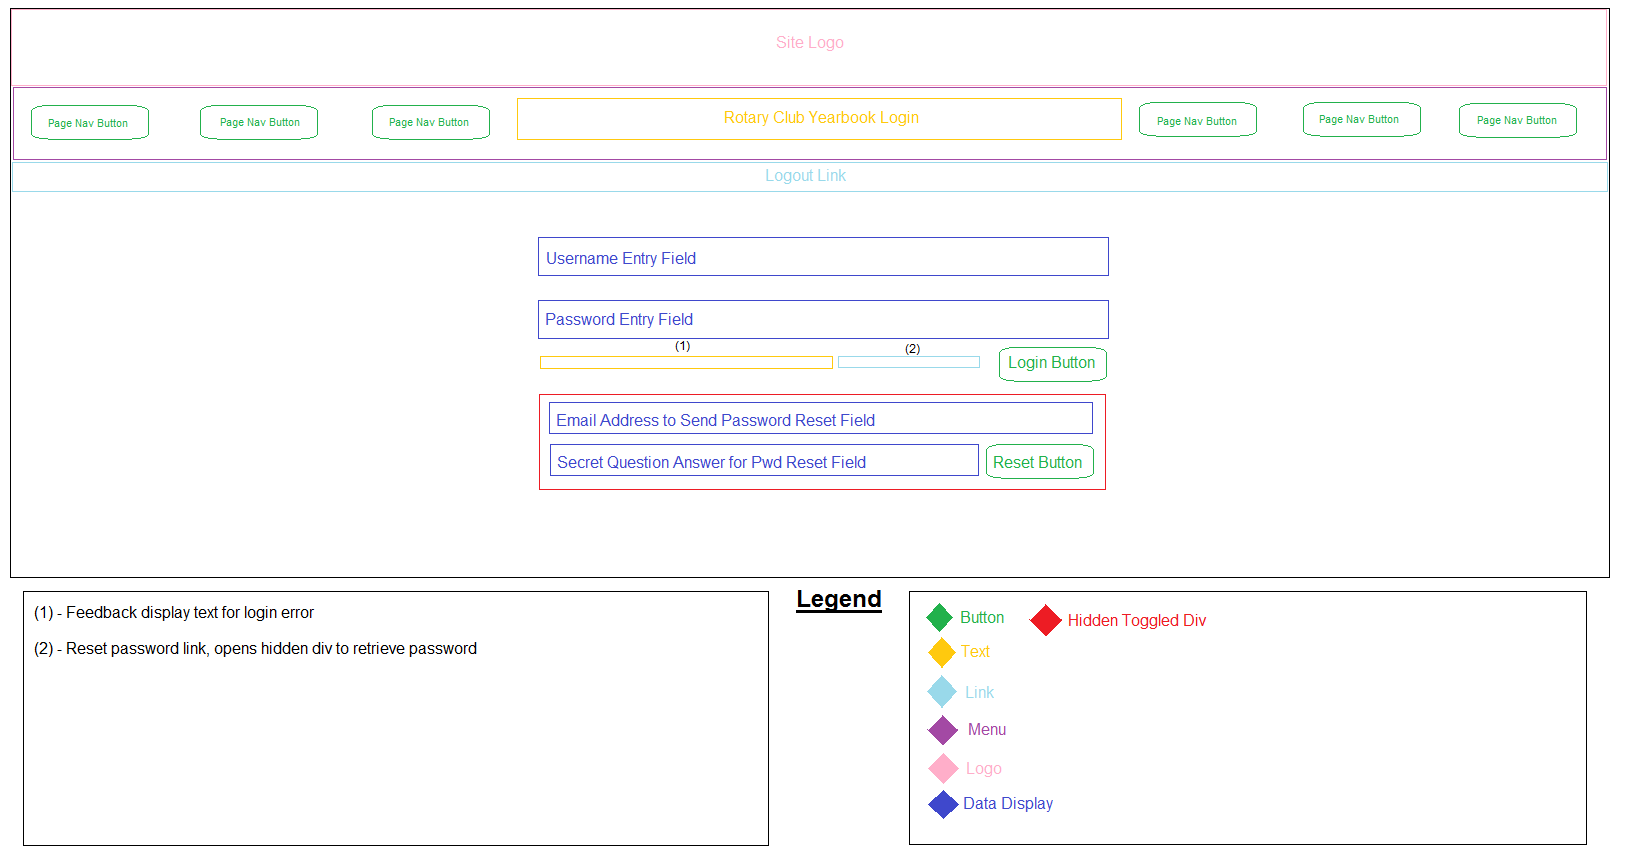 Site Logo
Page Nav Button
Page Nav Button
Page Nav Button
Rotary Club Yearbook Login
Page Nav Button
Page Nav Button
Page Nav Button
Logout Link
Username Entry Field
Password Entry Field
(1)
(2)
Login Button
Email Address to Send Password Reset Field
Secret Question Answer for Pwd Reset Field
Reset Button
(1) - Feedback display text for login error
(2) - Reset password link, opens hidden div to retrieve password
Legend
Button
Hidden Toggled Div
Text
Link
Menu
Logo
Data Display